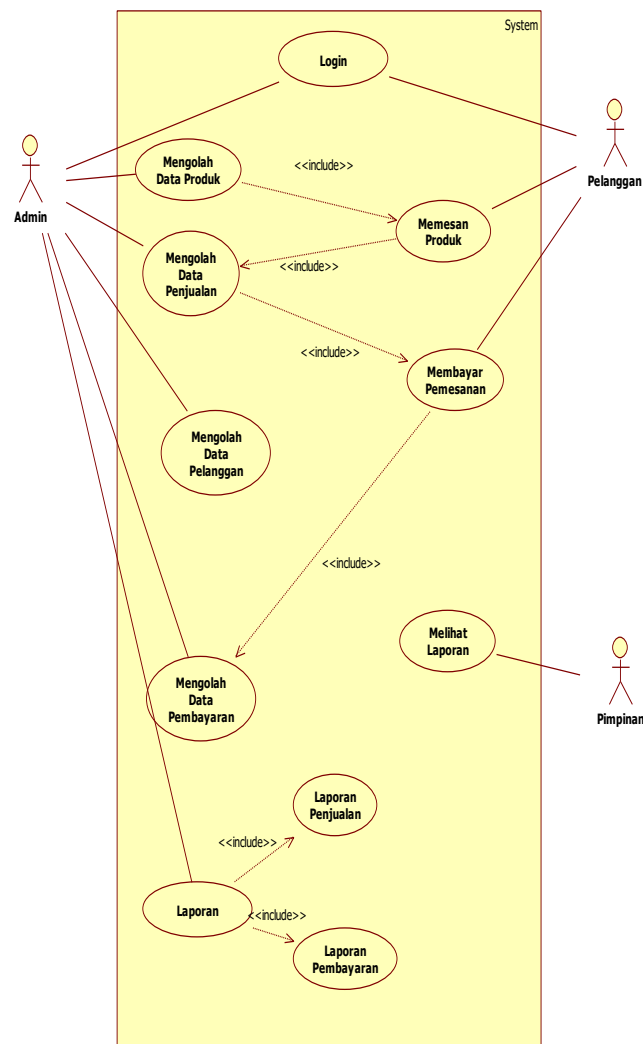 System
Login
Mengolah
Data Produk
<<include>>
Admin
Pelanggan
Memesan
Produk
Mengolah
Data
Penjualan
<<include>>
<<include>>
Membayar
Pemesanan
Mengolah
Data
Pelanggan
<<include>>
Melihat
Laporan
Mengolah
Data
Pembayaran
Pimpinan
Laporan
Penjualan
<<include>>
Laporan
<<include>>
Laporan
Pembayaran